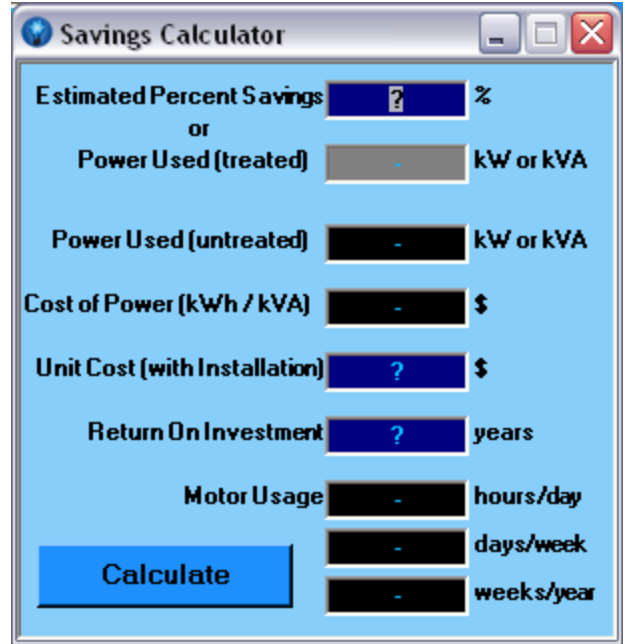 Savings Calculator
Estimated Percent Savings ? %
or
Power Used (treated) - kW or kVA
Power Used (untreated) - kW or kVA
Cost of Power (kWh / kVA) - $
Unit Cost (with Installation) ? $
Return On Investment ? years
Motor Usage - hours/day
- days/week
Calculate
- weeks/year